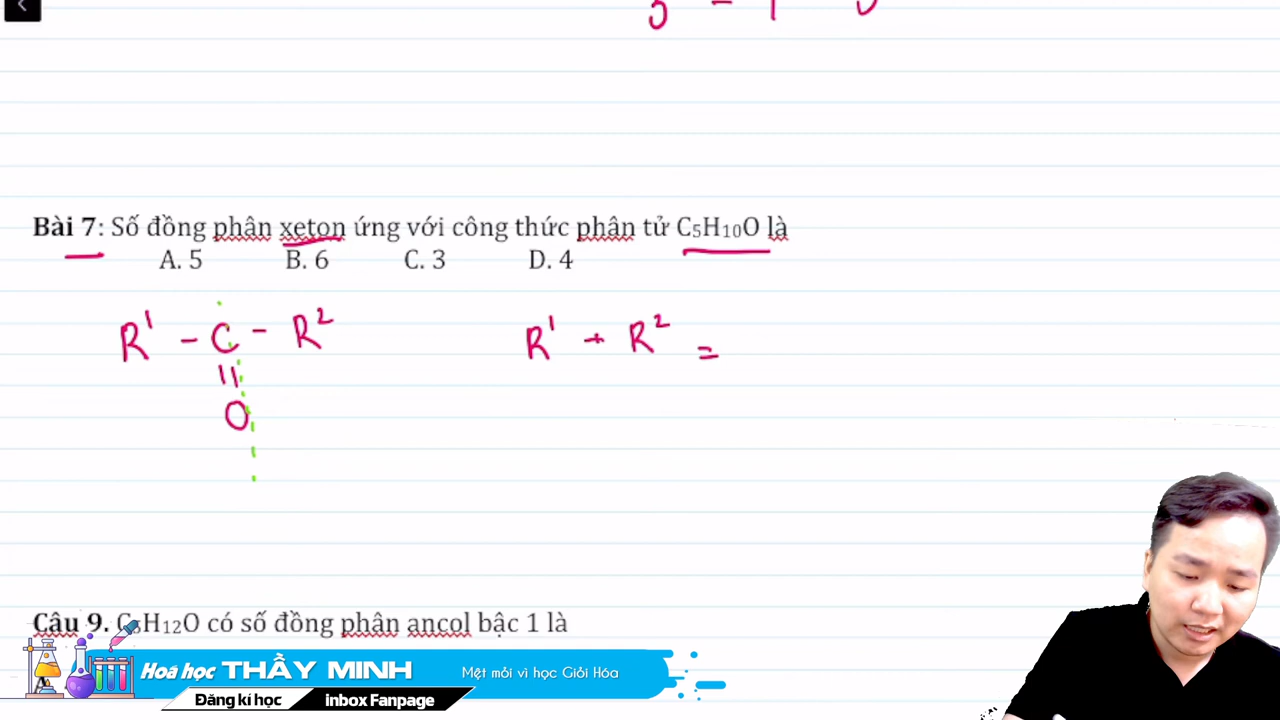 Bài 7: Số đồng phân xeton ứng với công thức phân tử C₅H₁₀O là
A. 5 B. 6 C. 3 D. 4
R¹ - C - R² R¹ + R² =
O
Câu 9. C₅H₁₂O có số đồng phân ancol bậc 1 là
Hoá học THẦY MINH Mệt mỏi vì học Giỏi Hóa
Đăng kí học inbox Fanpage